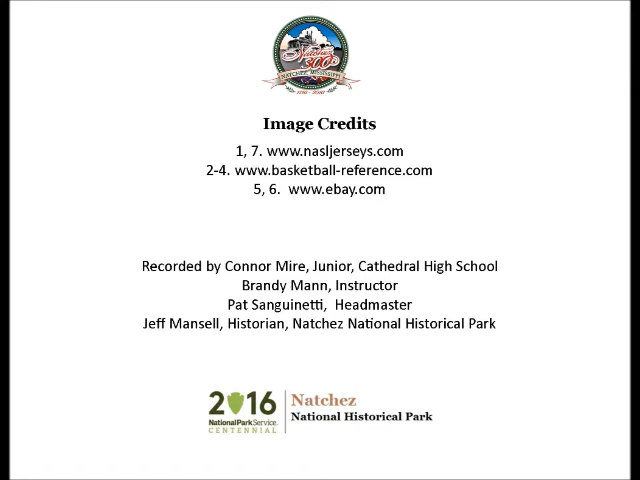 Natchez
300
NATCHEZ, MISSISSIPPI
1716 - 2016
Image Credits
1, 7. www.nasljerseys.com
2-4. www.basketball-reference.com
5, 6.  www.ebay.com
Recorded by Connor Mire, Junior, Cathedral High School
Brandy Mann, Instructor
Pat Sanguinetti,  Headmaster
Jeff Mansell, Historian, Natchez National Historical Park
2016
National Park Service.
CENTENNIAL
Natchez
National Historical Park